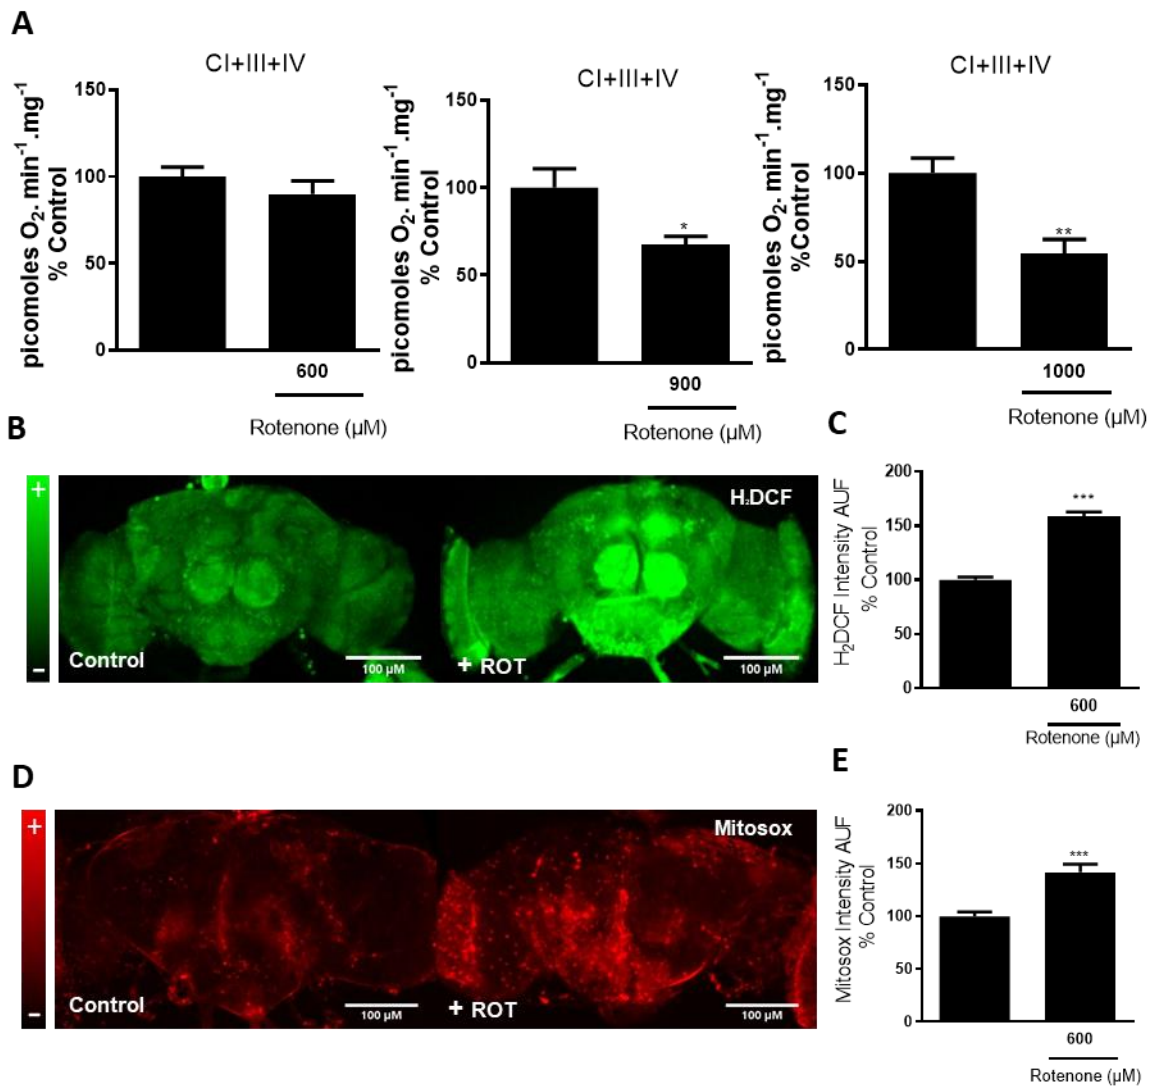 A
CI+III+IV
picomoles O₂. min⁻¹.mg⁻¹
% Control
150
100
50
0
600
Rotenone (µM)
CI+III+IV
picomoles O₂. min⁻¹.mg⁻¹
% Control
150
100
50
0
*
900
Rotenone (µM)
CI+III+IV
picomoles O₂. min⁻¹.mg⁻¹
%Control
150
100
50
0
**
1000
Rotenone (µM)
B
+
−
H₂DCF
Control
100 µM
+ ROT
100 µM
C
H₂DCF Intensity AUF
% Control
200
150
100
50
0
***
600
Rotenone (µM)
D
+
−
Mitosox
Control
100 µM
+ ROT
100 µM
E
Mitosox Intensity AUF
% Control
200
150
100
50
0
***
600
Rotenone (µM)